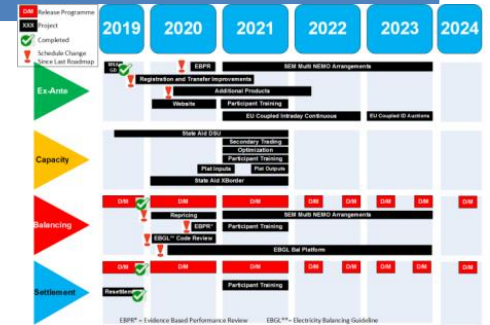 D/M Release Programme
XXX Project
Completed
Schedule Change
Since Last Roadmap
2019 2020 2021 2022 2023 2024
Ex-Ante
EBPR SEM Multi NEMO Arrangements
Registration and Transfer Improvements
Additional Products
Website Participant Training
EU Coupled Intraday Continuous EU Coupled ID Auctions
Capacity
State Aid DSU
Secondary Trading
Optimization
Participant Training
Plat Inputs Plat Outputs
State Aid XBorder
Balancing
D/M D/M D/M D/M D/M D/M D/M D/M
Repricing SEM Multi NEMO Arrangements
EBPR* Participant Training
EBGL** Code Review
EBGL Bal Platform
Settlement
D/M D/M D/M D/M D/M D/M D/M D/M
Participant Training
EBPR* = Evidence Based Performance Review EBGL**= Electricity Balancing Guideline